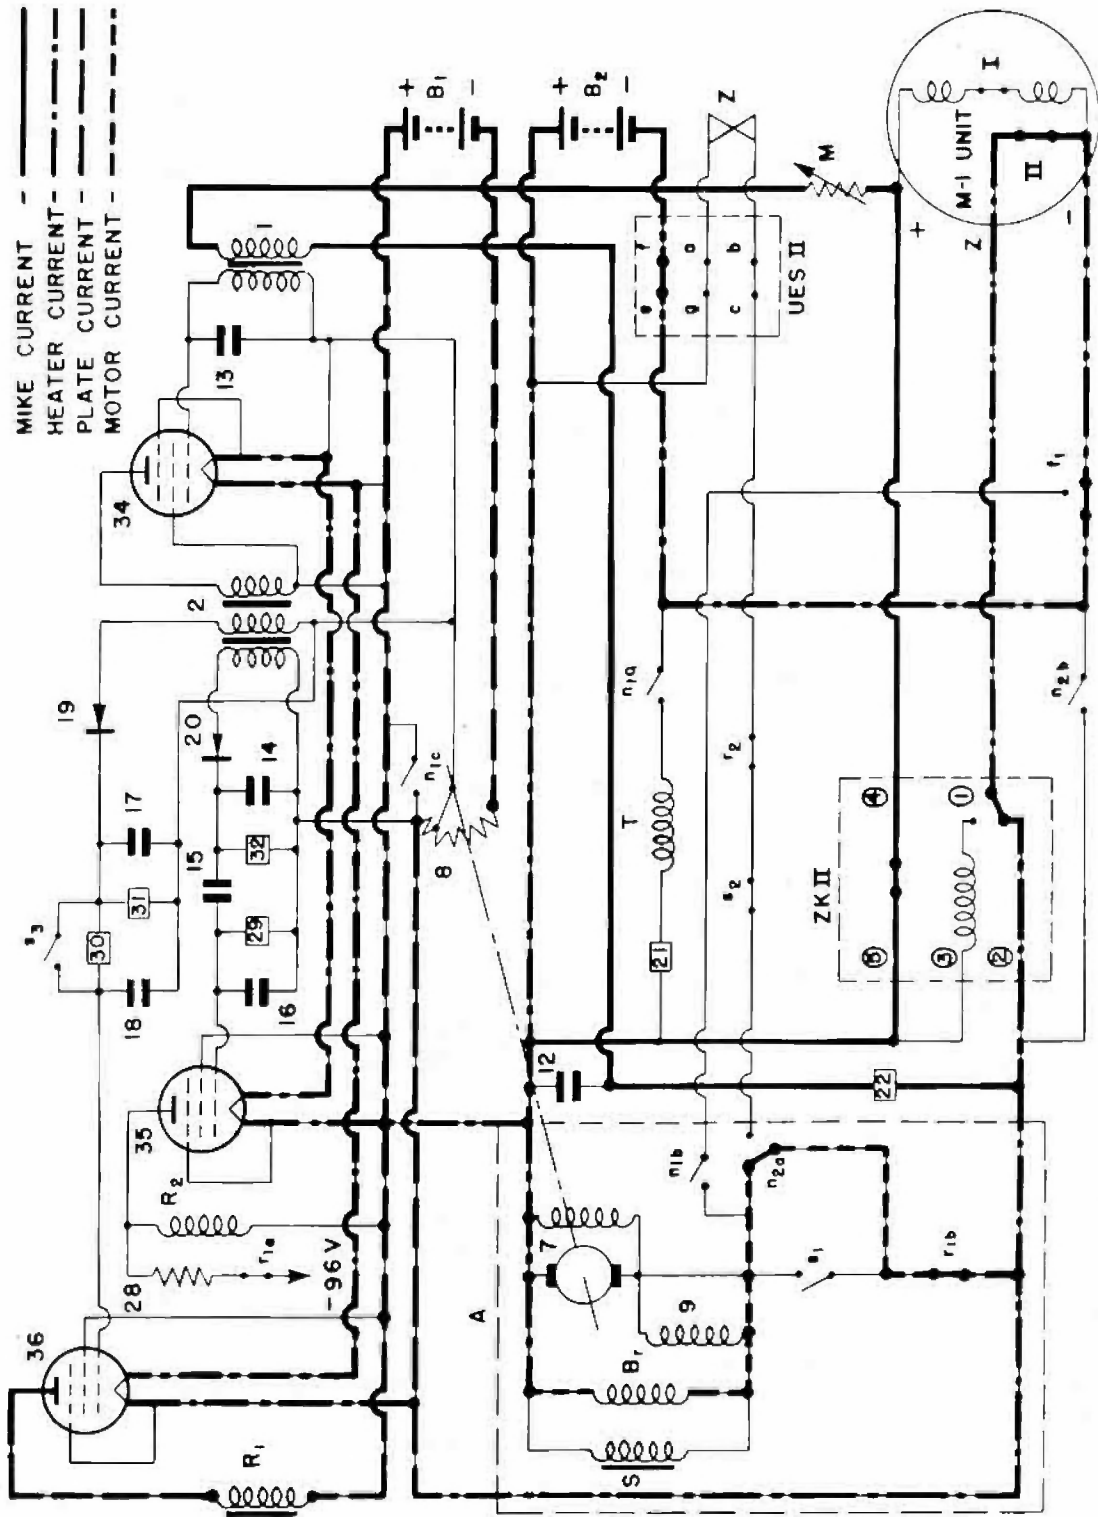 MIKE CURRENT -
HEATER CURRENT -
PLATE CURRENT -
MOTOR CURRENT -
36
28
R2
r1a
-96V
R1
35
18
s3
30
31
17
19
16
29
15
32
14
20
2
34
13
1
8
n1c
+
B1
-
+
B2
-
Z
A
S
Br
9
7
12
n1b
n2a
s1
r1b
22
21
T
n1a
s2
r2
UES II
e
f
g
a
c
b
M
ZK II
5
4
3
2
1
n2b
t1
+
Z
-
M-1 UNIT
I
II